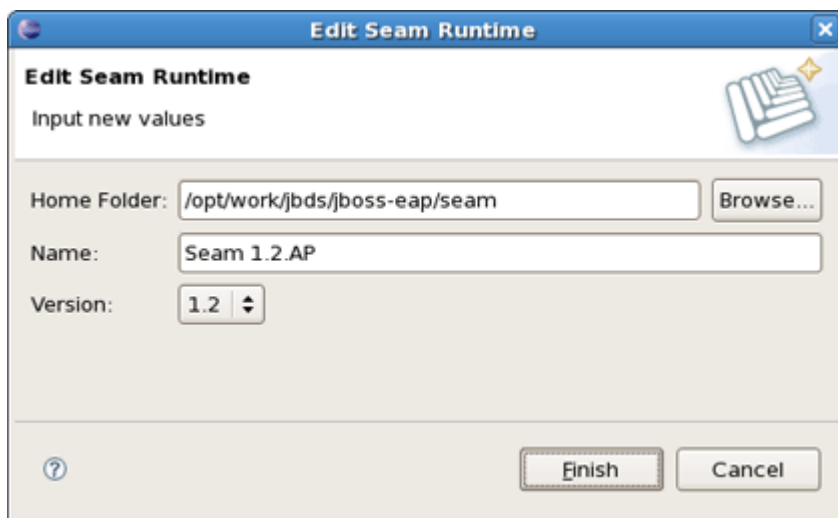 Edit Seam Runtime
Edit Seam Runtime
Input new values
Home Folder: /opt/work/jbds/jboss-eap/seam Browse...
Name: Seam 1.2.AP
Version: 1.2
? Finish Cancel